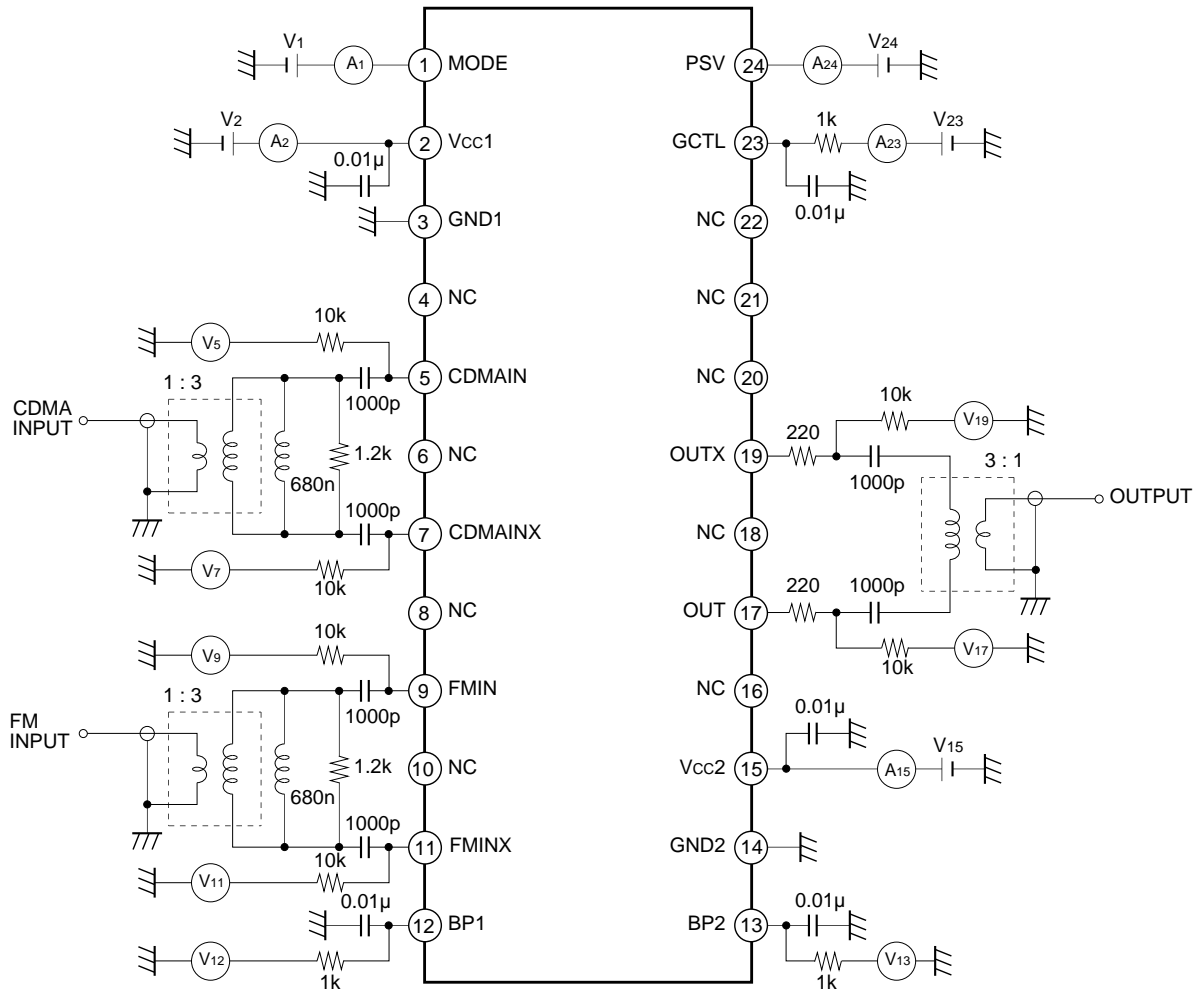 V1
A1
1
MODE
PSV
24
A24
V24
V2
A2
2
VCC1
0.01µ
GCTL
23
1k
A23
V23
0.01µ
3
GND1
NC
22
4
NC
NC
21
10k
V5
1 : 3
5
CDMAIN
1000p
NC
20
CDMA
INPUT
6
NC
1.2k
680n
1000p
7
CDMAINX
V7
10k
10k
V19
220
OUTX
19
1000p
3 : 1
OUTPUT
NC
18
8
NC
220
1000p
OUT
17
10k
V17
10k
V9
1 : 3
9
FMIN
1000p
NC
16
FM
INPUT
10
NC
1.2k
680n
0.01µ
VCC2
15
A15
V15
1000p
11
FMINX
10k
V11
GND2
14
0.01µ
12
BP1
V12
1k
BP2
13
0.01µ
1k
V13